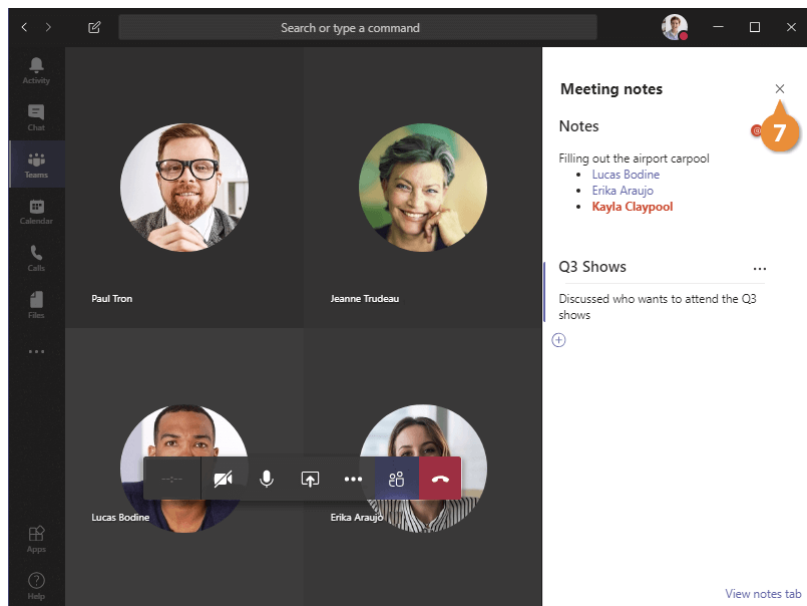 Search or type a command
Activity
Chat
Teams
Calendar
Calls
Files
Apps
Help
Paul Tron
Jeanne Trudeau
Lucas Bodine
Erika Araujo
Meeting notes
7
Notes
Filling out the airport carpool
Lucas Bodine
Erika Araujo
Kayla Claypool
Q3 Shows
Discussed who wants to attend the Q3
shows
View notes tab